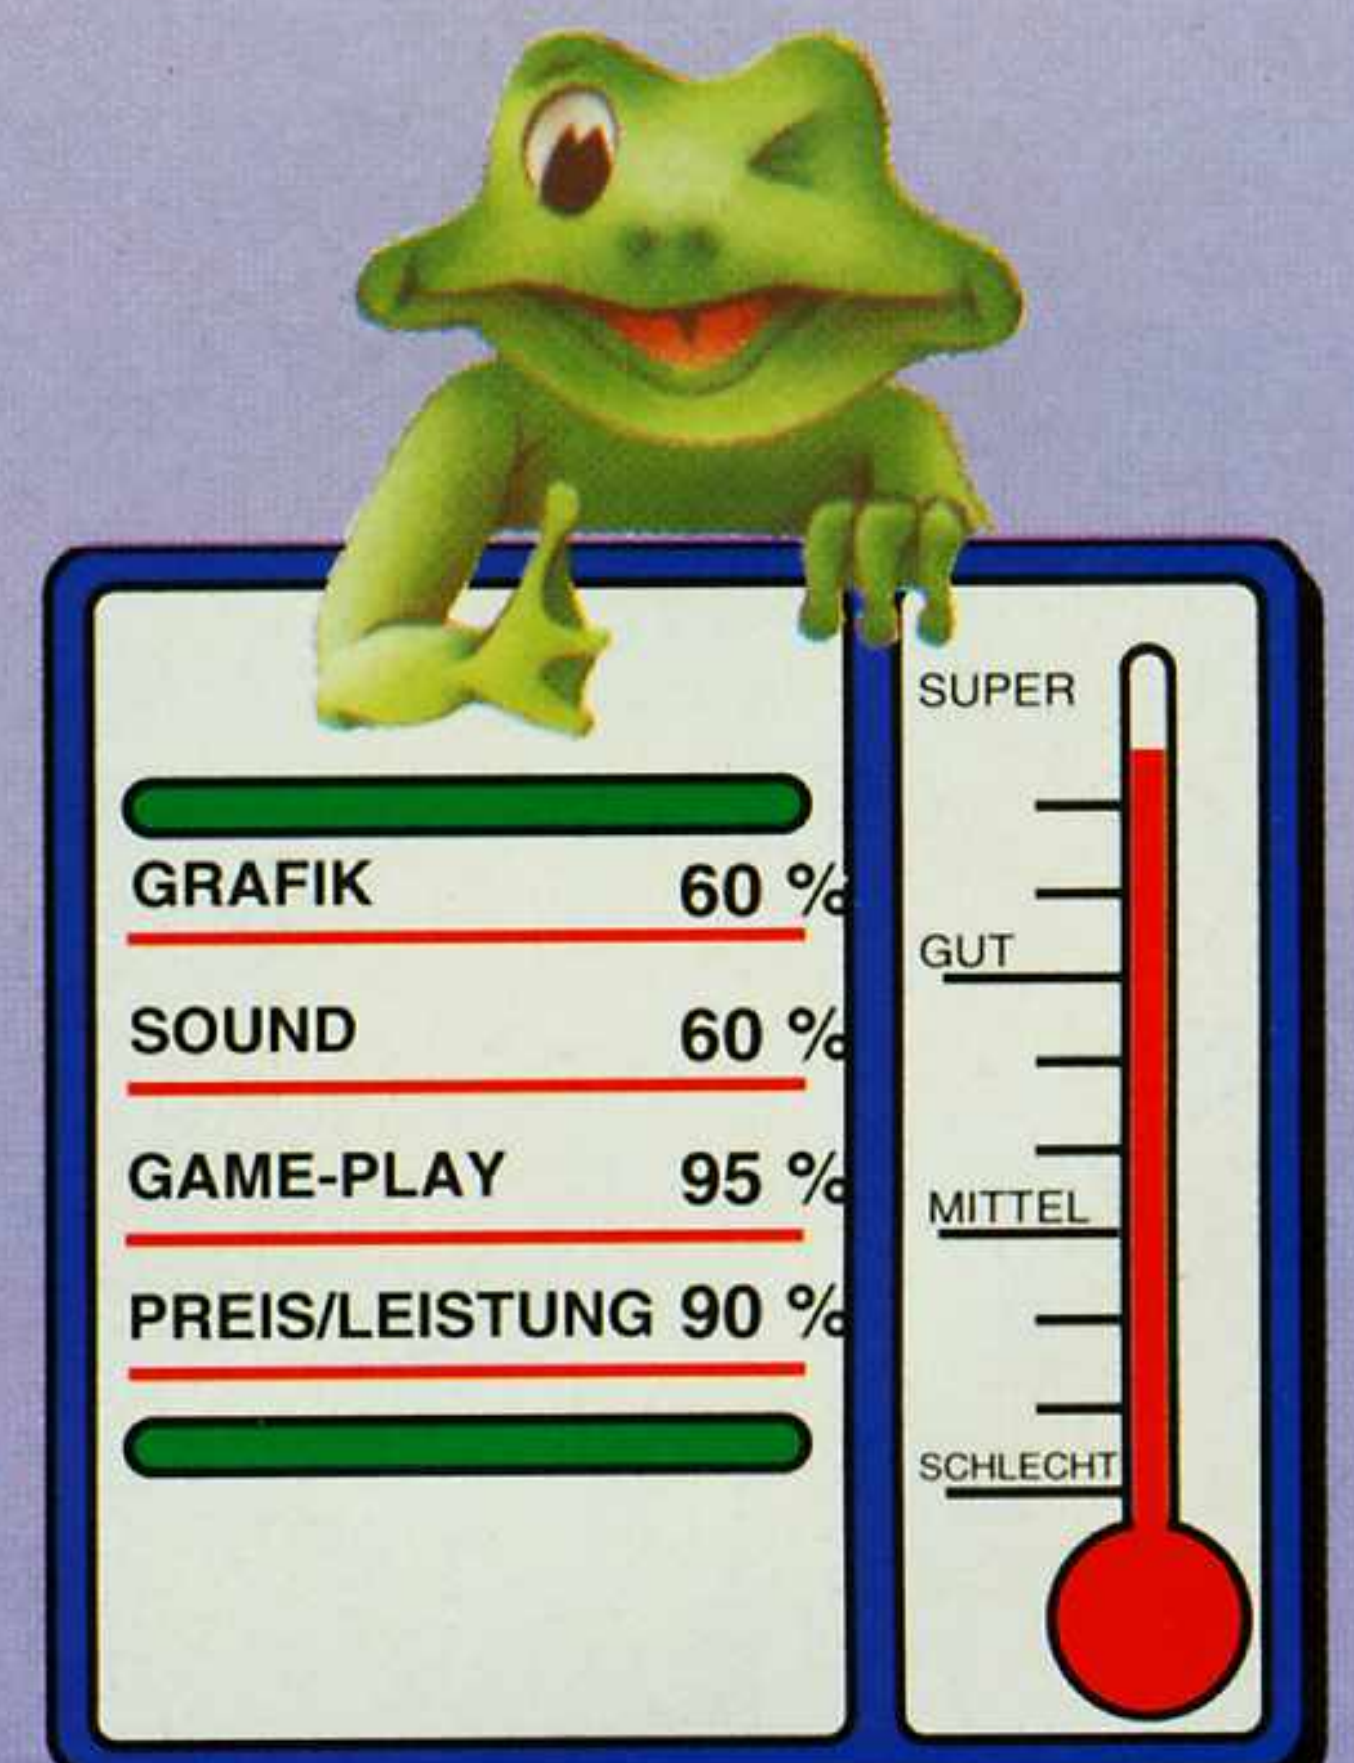 GRAFIK 60 %
SOUND 60 %
GAME-PLAY 95 %
PREIS/LEISTUNG 90 %
SUPER
GUT
MITTEL
SCHLECHT